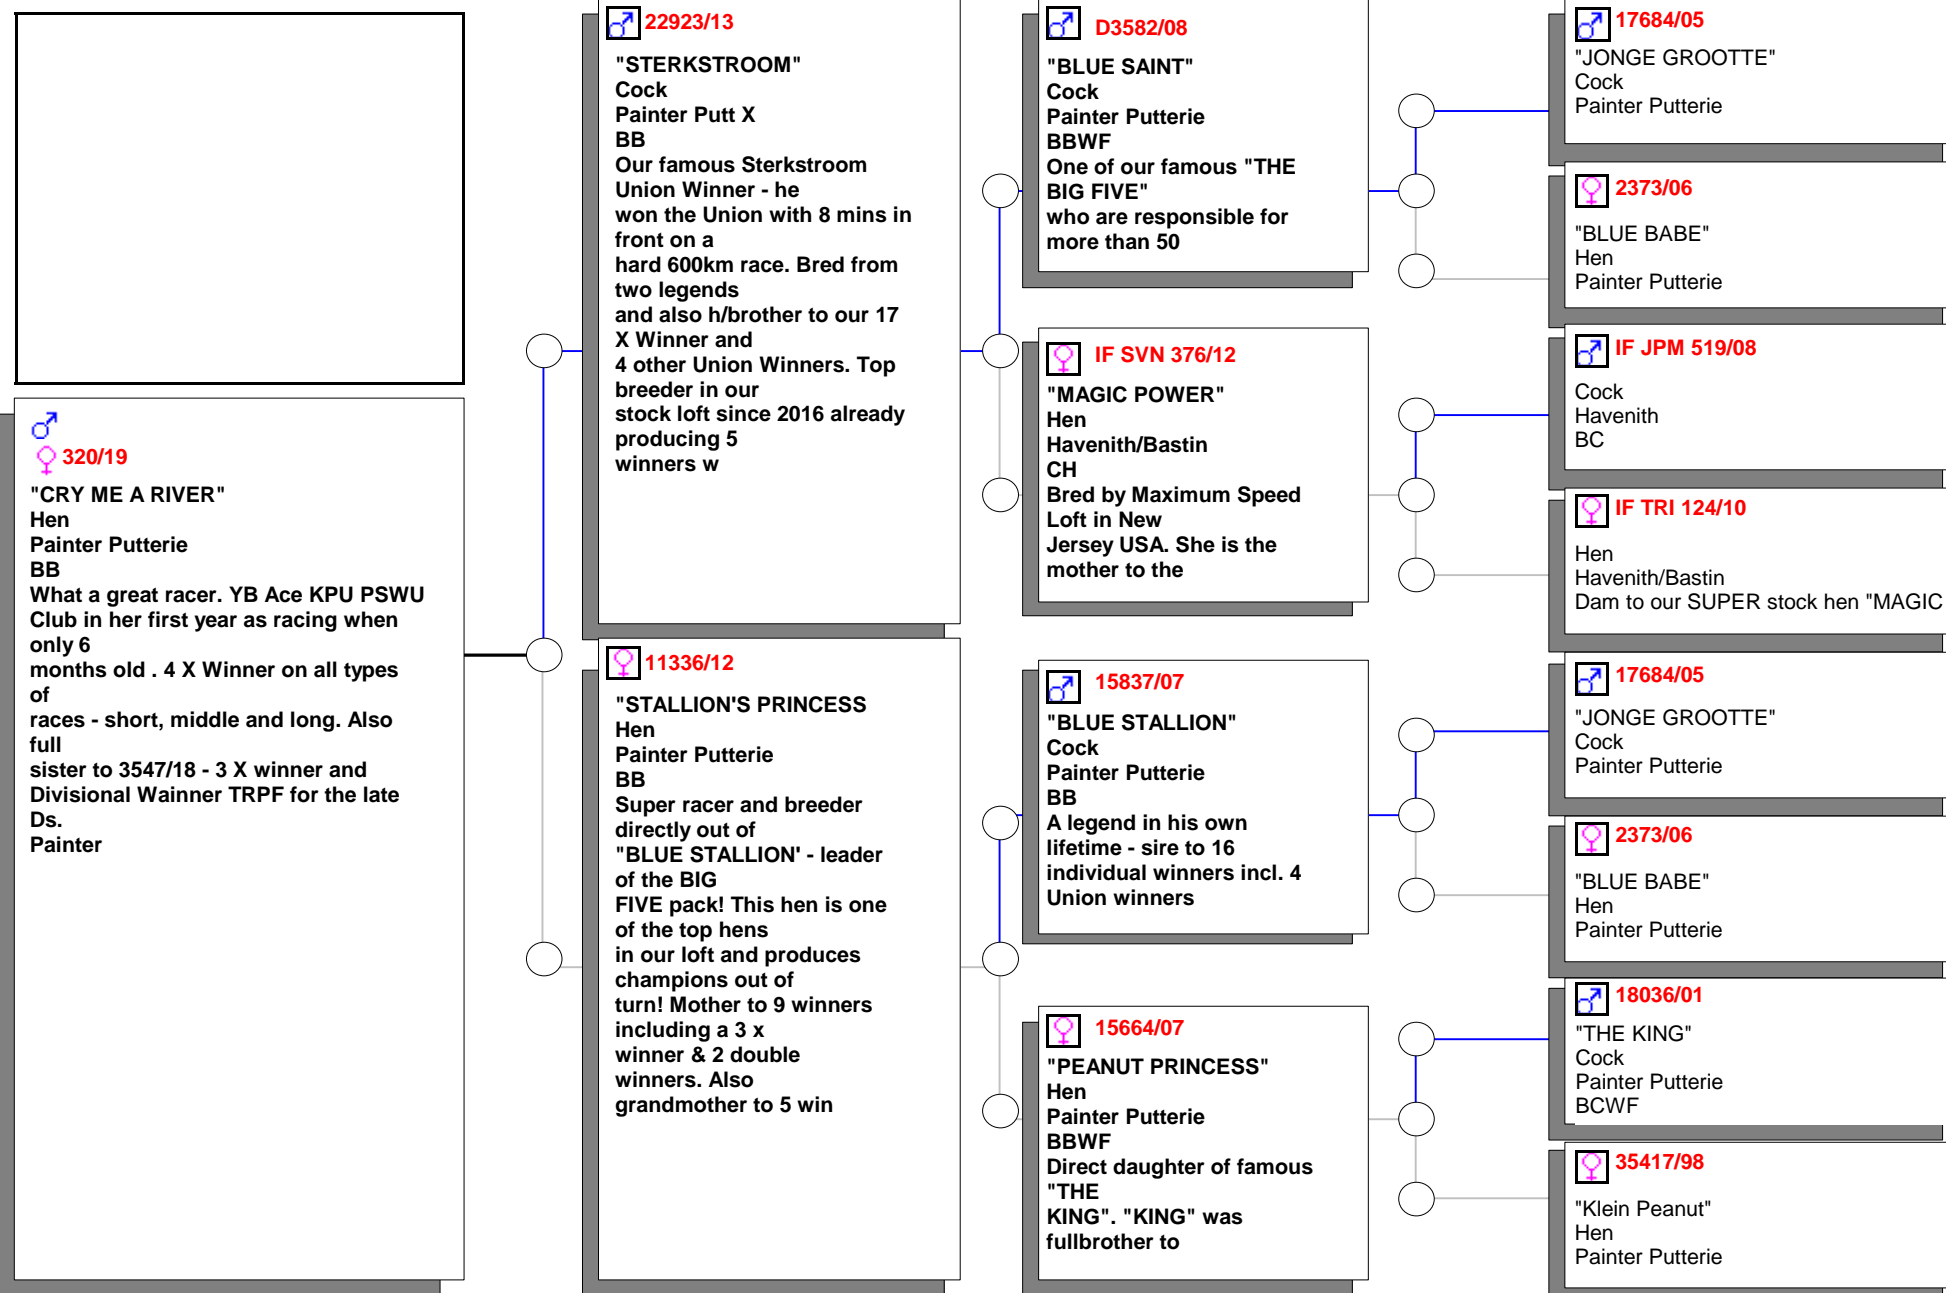 320/19
"CRY ME A RIVER"
Hen
Painter Putterie
BB
What a great racer. YB Ace KPU PSWU
Club in her first year as racing when
only 6
months old . 4 X Winner on all types
of
races - short, middle and long. Also
full
sister to 3547/18 - 3 X winner and
Divisional Wainner TRPF for the late
Ds.
Painter
22923/13
"STERKSTROOM"
Cock
Painter Putt X
BB
Our famous Sterkstroom
Union Winner - he
won the Union with 8 mins in
front on a
hard 600km race. Bred from
two legends
and also h/brother to our 17
X Winner and
4 other Union Winners. Top
breeder in our
stock loft since 2016 already
producing 5
winners w
11336/12
"STALLION'S PRINCESS
Hen
Painter Putterie
BB
Super racer and breeder
directly out of
"BLUE STALLION' - leader
of the BIG
FIVE pack! This hen is one
of the top hens
in our loft and produces
champions out of
turn! Mother to 9 winners
including a 3 x
winner & 2 double
winners. Also
grandmother to 5 win
D3582/08
"BLUE SAINT"
Cock
Painter Putterie
BBWF
One of our famous "THE
BIG FIVE"
who are responsible for
more than 50
IF SVN 376/12
"MAGIC POWER"
Hen
Havenith/Bastin
CH
Bred by Maximum Speed
Loft in New
Jersey USA. She is the
mother to the
15837/07
"BLUE STALLION"
Cock
Painter Putterie
BB
A legend in his own
lifetime - sire to 16
individual winners incl. 4
Union winners
15664/07
"PEANUT PRINCESS"
Hen
Painter Putterie
BBWF
Direct daughter of famous
"THE
KING". "KING" was
fullbrother to
17684/05
"JONGE GROOTTE"
Cock
Painter Putterie
2373/06
"BLUE BABE"
Hen
Painter Putterie
IF JPM 519/08
Cock
Havenith
BC
IF TRI 124/10
Hen
Havenith/Bastin
Dam to our SUPER stock hen "MAGIC
17684/05
"JONGE GROOTTE"
Cock
Painter Putterie
2373/06
"BLUE BABE"
Hen
Painter Putterie
18036/01
"THE KING"
Cock
Painter Putterie
BCWF
35417/98
"Klein Peanut"
Hen
Painter Putterie